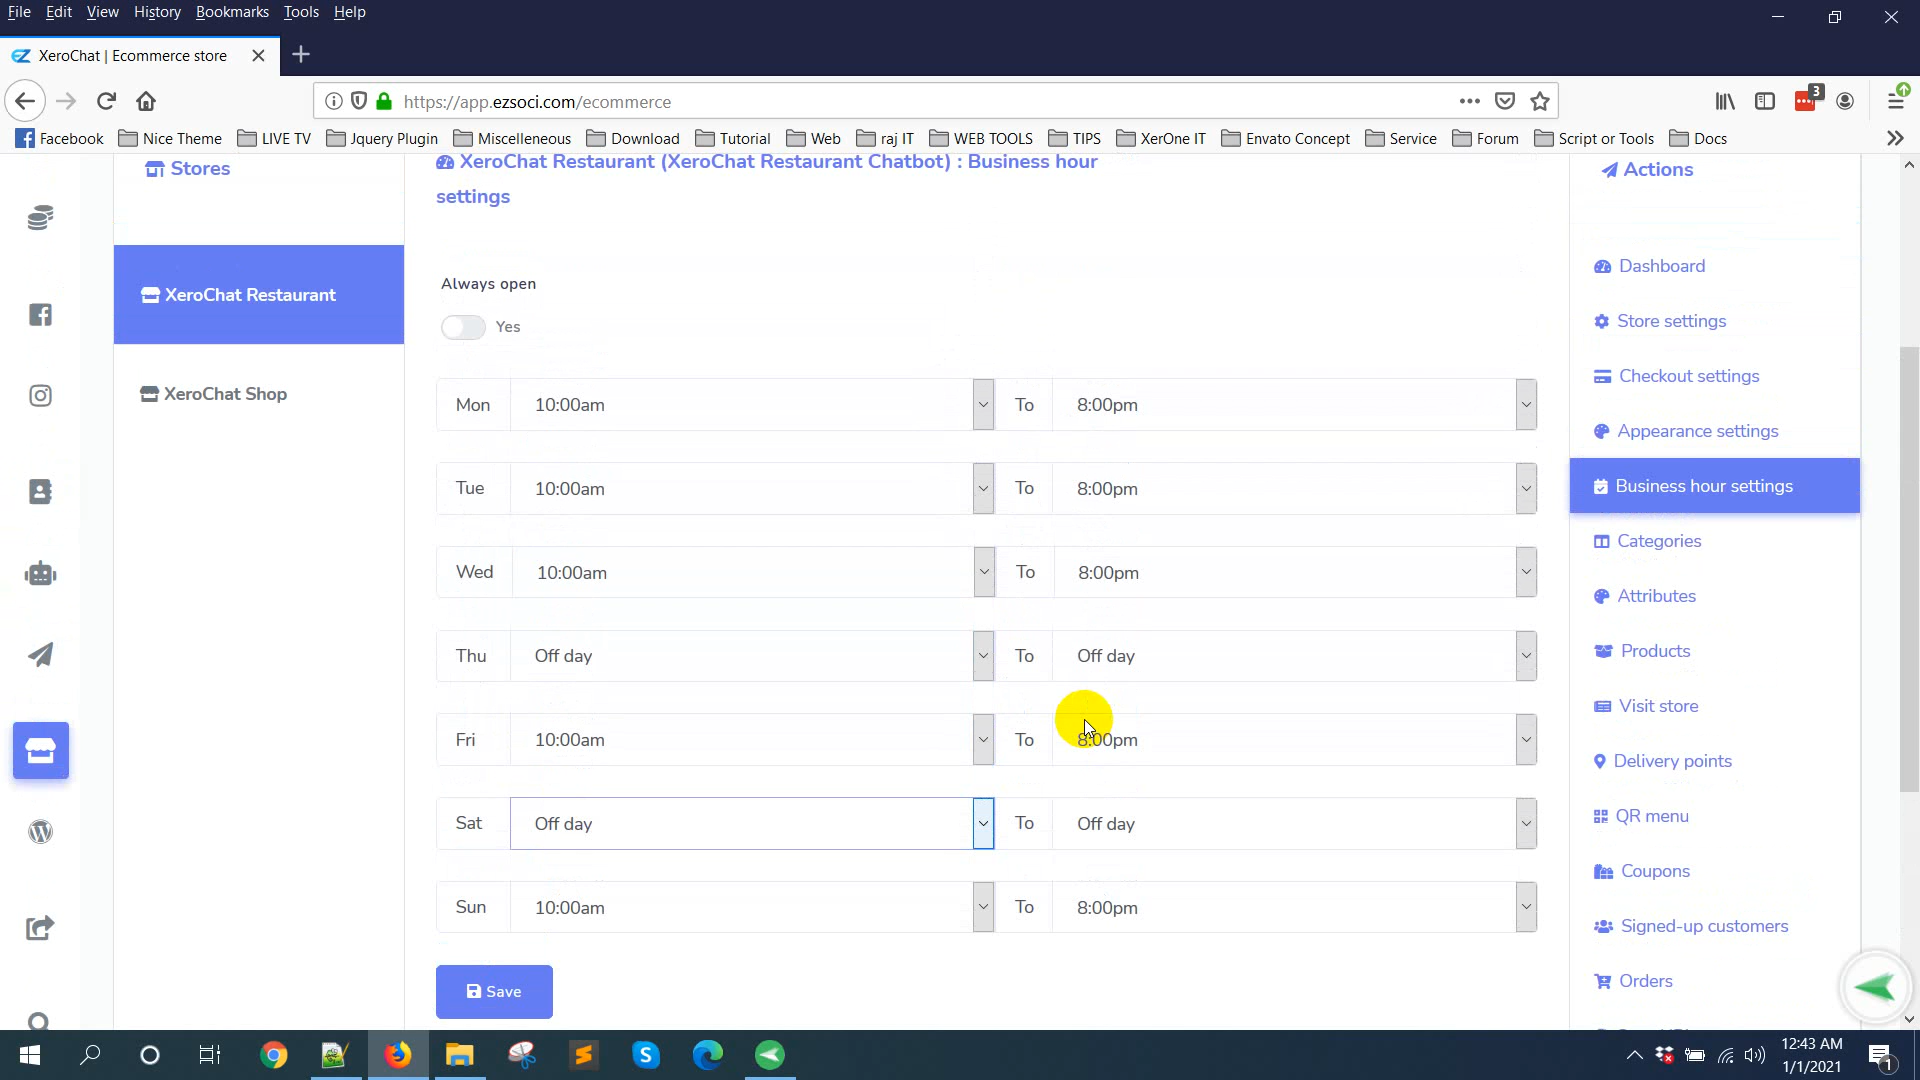 File Edit View History Bookmarks Tools Help
XeroChat | Ecommerce store
https://app.ezsoci.com/ecommerce
3
Facebook Nice Theme LIVE TV Jquery Plugin Miscelleneous Download Tutorial Web raj IT WEB TOOLS TIPS XerOne IT Envato Concept Service Forum Script or Tools Docs
Stores
XeroChat Restaurant
XeroChat Shop
XeroChat Restaurant (XeroChat Restaurant Chatbot) : Business hour
settings
Always open
Yes
Mon 10:00am To 8:00pm
Tue 10:00am To 8:00pm
Wed 10:00am To 8:00pm
Thu Off day To Off day
Fri 10:00am To 8:00pm
Sat Off day To Off day
Sun 10:00am To 8:00pm
Save
Actions
Dashboard
Store settings
Checkout settings
Appearance settings
Business hour settings
Categories
Attributes
Products
Visit store
Delivery points
QR menu
Coupons
Signed-up customers
Orders
12:43 AM
1/1/2021
1